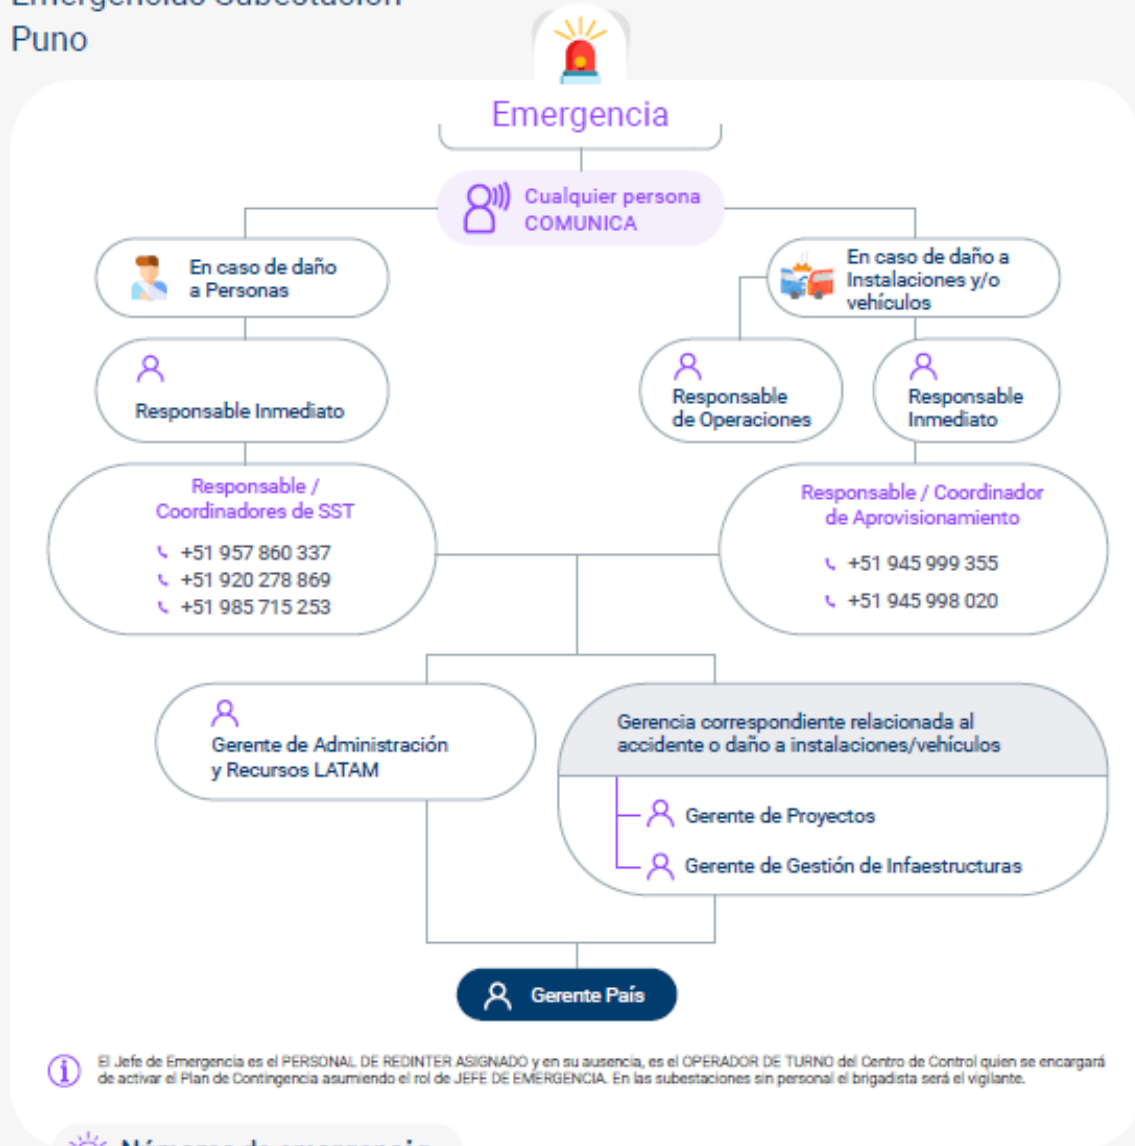 Emergencias Subestación
Puno
Emergencia
Cualquier persona
COMUNICA
En caso de daño
a Personas
En caso de daño a
Instalaciones y/o
vehículos
Responsable Inmediato
Responsable
de Operaciones
Responsable
Inmediato
Responsable /
Coordinadores de SST
+51 957 860 337
+51 920 278 869
+51 985 715 253
Responsable / Coordinador
de Aprovisionamiento
+51 945 999 355
+51 945 998 020
Gerente de Administración
y Recursos LATAM
Gerencia correspondiente relacionada al
accidente o daño a instalaciones/vehículos
Gerente de Proyectos
Gerente de Gestión de Infaestructuras
Gerente País
El Jefe de Emergencia es el PERSONAL DE REDINTER ASIGNADO y en su ausencia, es el OPERADOR DE TURNO del Centro de Control quien se encargará
de activar el Plan de Contingencia asumiendo el rol de JEFE DE EMERGENCIA. En las subestaciones sin personal el brigadista será el vigilante.
Números de emergencia